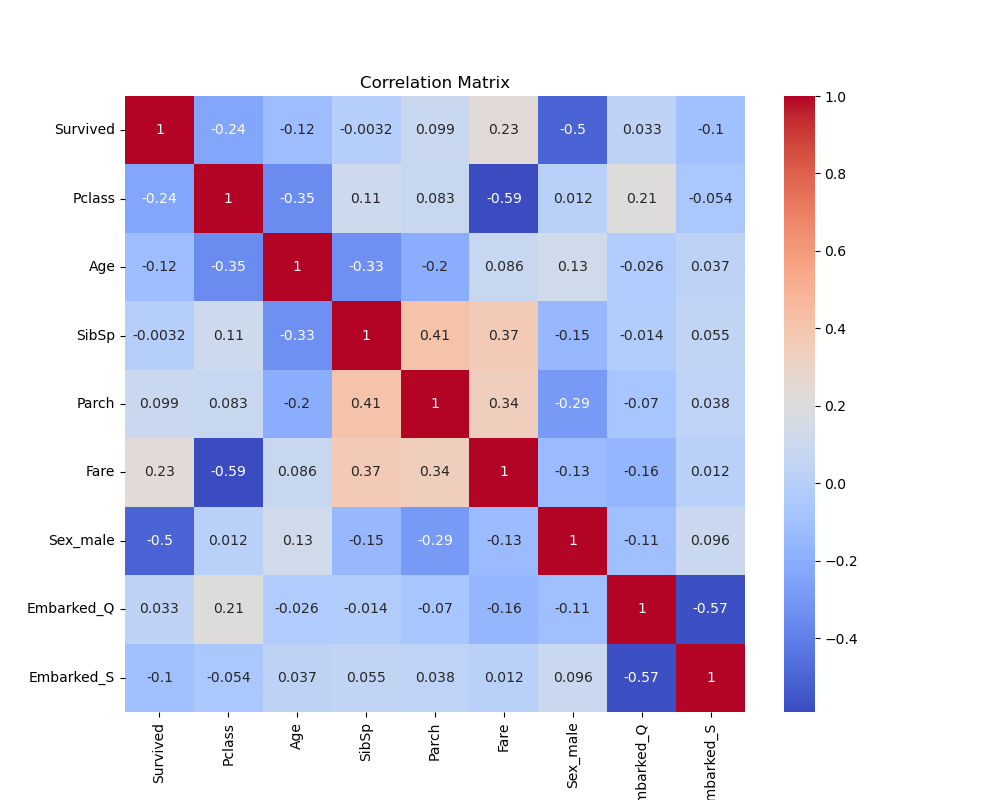 Correlation Matrix
Survived 1 -0.24 -0.12 -0.0032 0.099 0.23 -0.5 0.033 -0.1
Pclass -0.24 1 -0.35 0.11 0.083 -0.59 0.012 0.21 -0.054
Age -0.12 -0.35 1 -0.33 -0.2 0.086 0.13 -0.026 0.037
SibSp -0.0032 0.11 -0.33 1 0.41 0.37 -0.15 -0.014 0.055
Parch 0.099 0.083 -0.2 0.41 1 0.34 -0.29 -0.07 0.038
Fare 0.23 -0.59 0.086 0.37 0.34 1 -0.13 -0.16 0.012
Sex_male -0.5 0.012 0.13 -0.15 -0.29 -0.13 1 -0.11 0.096
Embarked_Q 0.033 0.21 -0.026 -0.014 -0.07 -0.16 -0.11 1 -0.57
Embarked_S -0.1 -0.054 0.037 0.055 0.038 0.012 0.096 -0.57 1
Survived Pclass Age SibSp Parch Fare Sex_male mbarked_Q mbarked_S
1.0
0.8
0.6
0.4
0.2
0.0
−0.2
−0.4